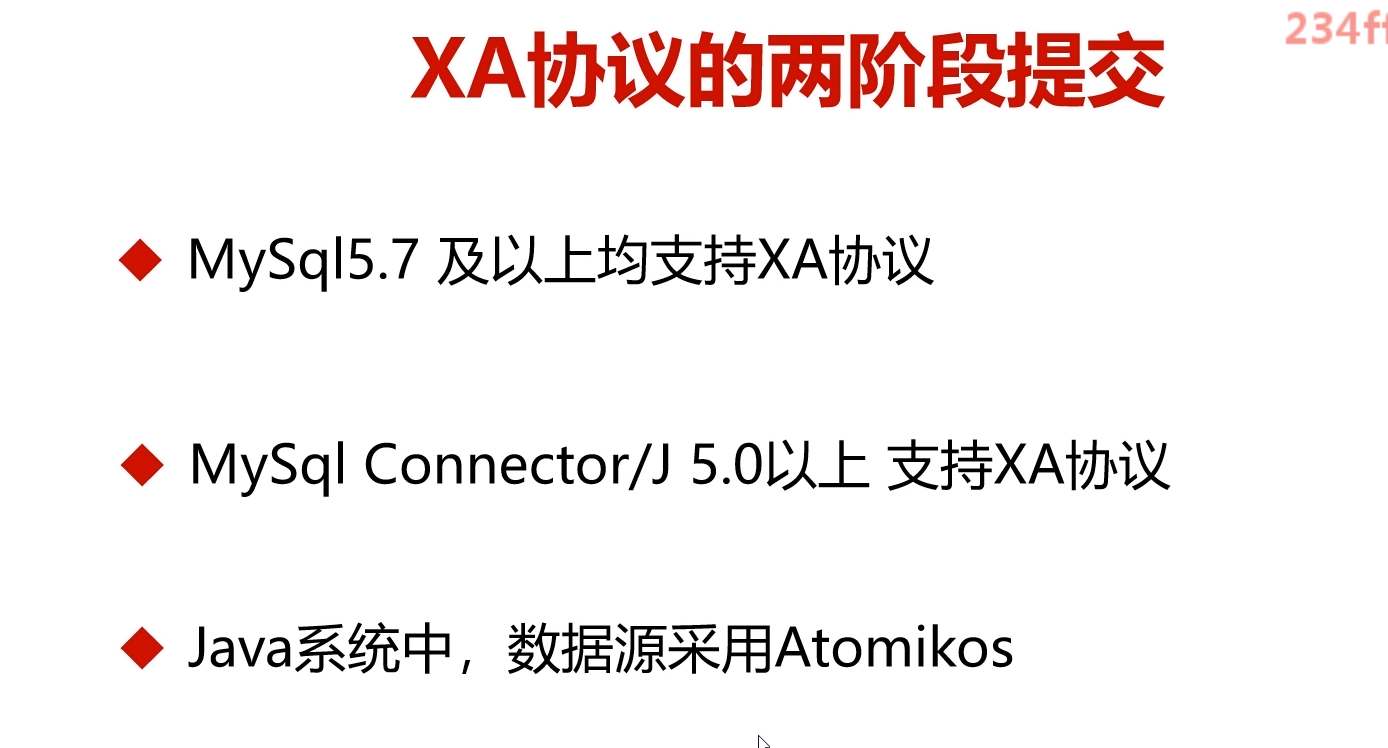 234ff
XA协议的两阶段提交
MySql5.7 及以上均支持XA协议
MySql Connector/J 5.0以上 支持XA协议
Java系统中，数据源采用Atomikos